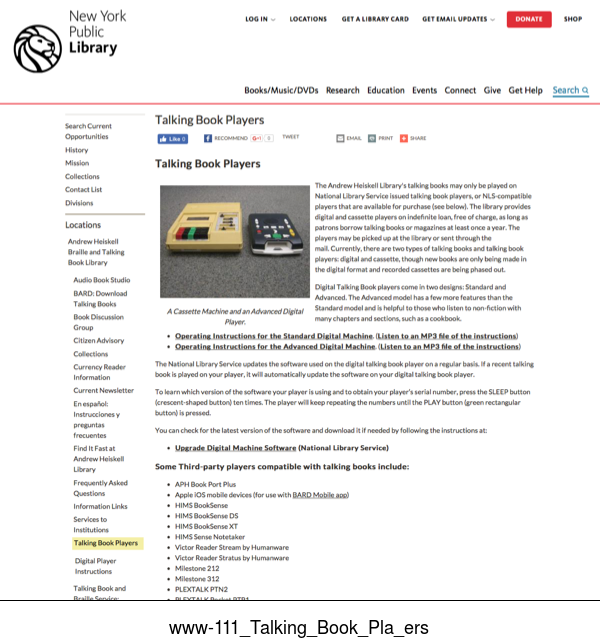 New York
Public
Library
LOG IN
LOCATIONS
GET A LIBRARY CARD
GET EMAIL UPDATES
DONATE
SHOP
Books/Music/DVDs Research Education Events Connect Give Get Help Search
Search Current
Opportunities
History
Mission
Collections
Contact List
Divisions
Locations
Andrew Heiskell
Braille and Talking
Book Library
Audio Book Studio
BARD: Download
Talking Books
Book Discussion
Group
Citizen Advisory
Collections
Currency Reader
Information
Current Newsletter
En español:
Instrucciones y
preguntas
frecuentes
Find It Fast at
Andrew Heiskell
Library
Frequently Asked
Questions
Information Links
Services to
Institutions
Talking Book Players
Digital Player
Instructions
Talking Book and
Braille Service:
Talking Book Players
Like 0
RECOMMEND
G+1 0
TWEET
EMAIL
PRINT
SHARE
Talking Book Players
The Andrew Heiskell Library's talking books may only be played on
National Library Service issued talking book players, or NLS-compatible
players that are available for purchase (see below). The library provides
digital and cassette players on indefinite loan, free of charge, as long as
patrons borrow talking books or magazines at least once a year. The
players may be picked up at the library or sent through the
mail. Currently, there are two types of talking books and talking book
players: digital and cassette, though new books are only being made in
the digital format and recorded cassettes are being phased out.
Digital Talking Book players come in two designs: Standard and
Advanced. The Advanced model has a few more features than the
Standard model and is helpful to those who listen to non-fiction with
many chapters and sections, such as a cookbook.
A Cassette Machine and an Advanced Digital
Player.
• Operating Instructions for the Standard Digital Machine. (Listen to an MP3 file of the instructions)
• Operating Instructions for the Advanced Digital Machine. (Listen to an MP3 file of the instructions)
The National Library Service updates the software used on the digital talking book player on a regular basis. If a recent talking
book is played on your player, it will automatically update the software on your digital talking book player.
To learn which version of the software your player is using and to obtain your player's serial number, press the SLEEP button
(crescent-shaped button) ten times. The player will keep repeating the numbers until the PLAY button (green rectangular
button) is pressed.
You can check for the latest version of the software and download it if needed by following the instructions at:
• Upgrade Digital Machine Software (National Library Service)
Some Third-party players compatible with talking books include:
• APH Book Port Plus
• Apple iOS mobile devices (for use with BARD Mobile app)
• HIMS BookSense
• HIMS BookSense DS
• HIMS BookSense XT
• HIMS Sense Notetaker
• Victor Reader Stream by Humanware
• Victor Reader Stratus by Humanware
• Milestone 212
• Milestone 312
• PLEXTALK PTN2
• PLEXTALK Pocket PTP1
www-111_Talking_Book_Pla_ers